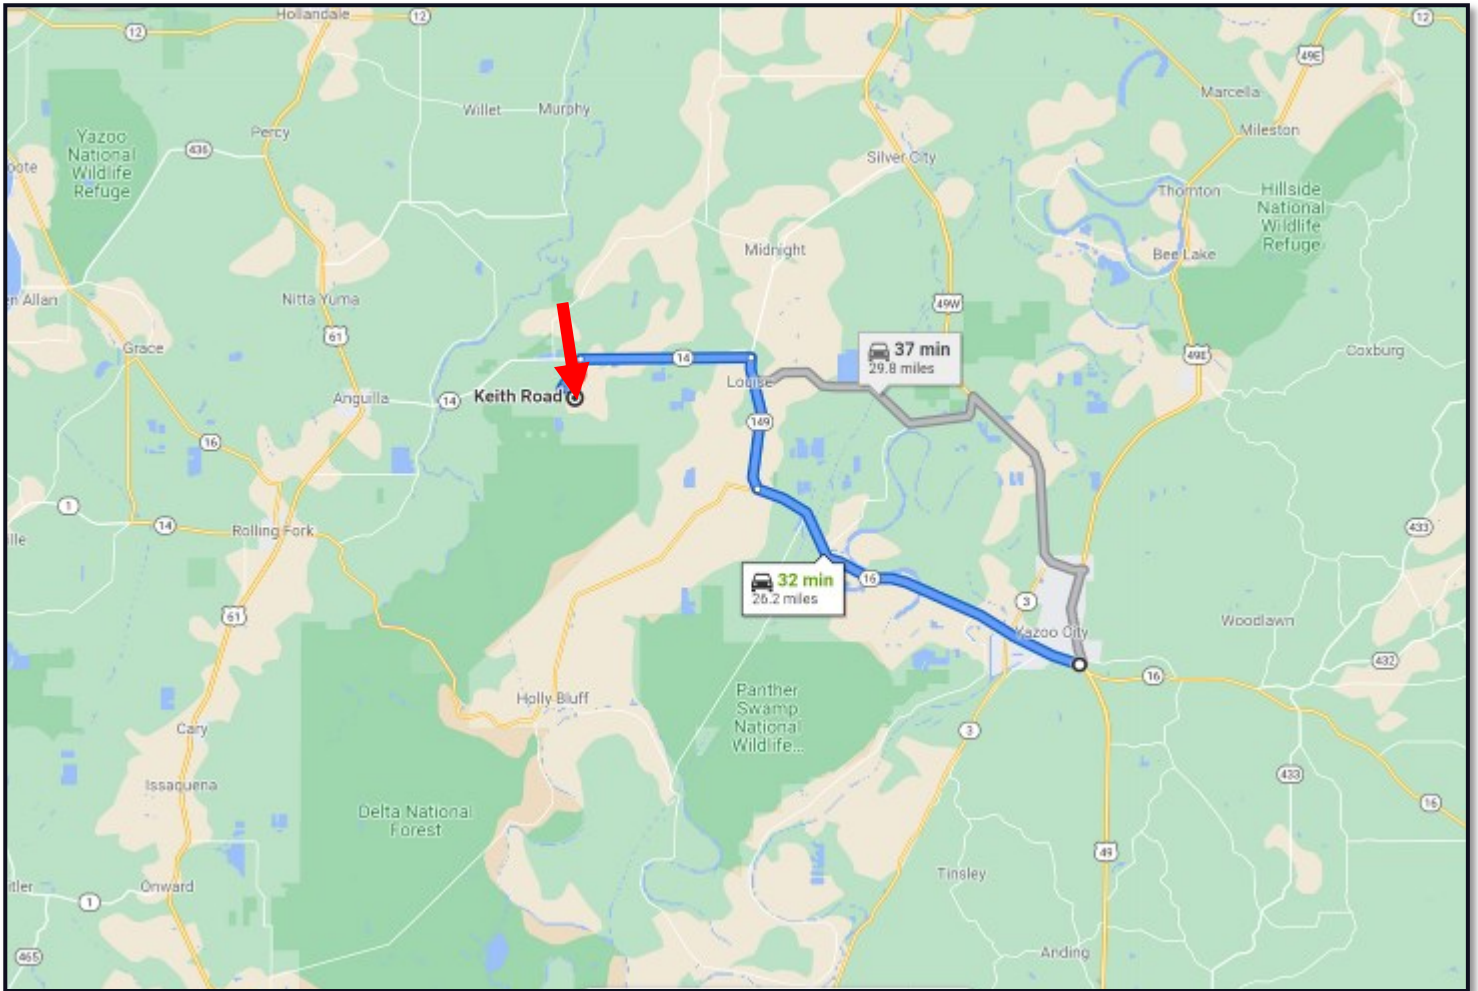 Hollandale
12
12
12
49E
Marcella
Willet
Murphy
Percy
Mileston
Yazoo
National
Wildlife
Refuge
436
Silver City
oote
Thornton
Hillside
National
Wildlife
Refuge
Midnight
Bee Lake
n Allan
Nitta Yuma
49W
61
Grace
37 min
29.8 miles
49E
Coxburg
14
Louise
Anguilla
14
Keith Road
149
16
1
14
Rolling Fork
lle
433
32 min
26.2 miles
16
3
61
Woodlawn
Yazoo City
432
16
Holly Bluff
Panther
Swamp
National
Wildlife...
Cary
3
Issaquena
433
16
Delta National
Forest
49
Tinsley
tler
Onward
1
Anding
465